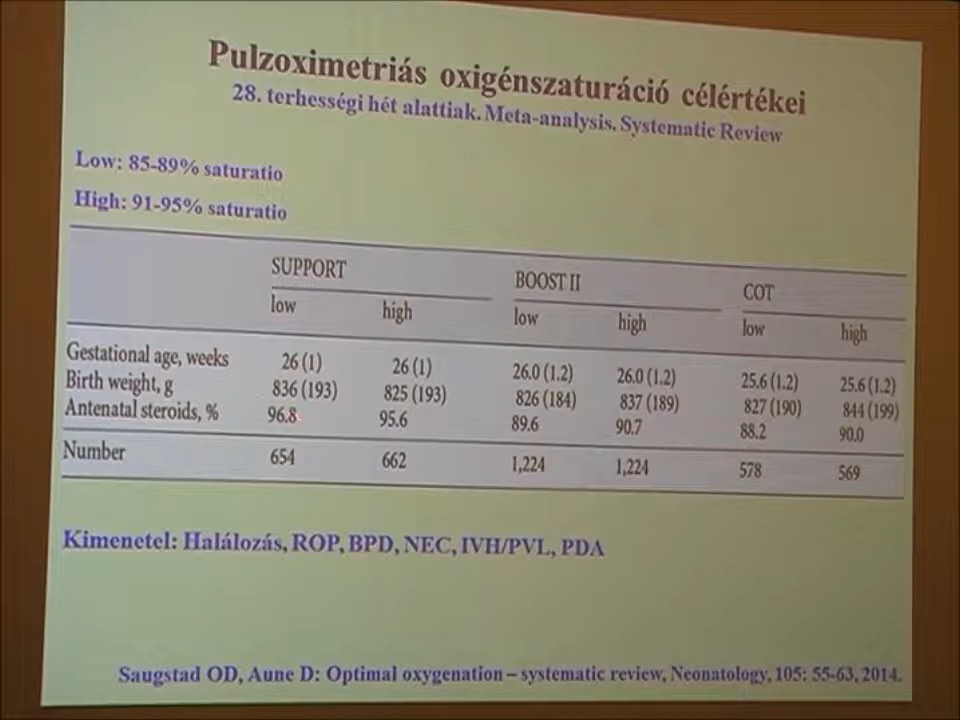 Pulzoximetriás oxigénszaturáció célértékei
28. terhességi hét alattiak. Meta-analysis. Systematic Review
Low: 85-89% saturatio
High: 91-95% saturatio
SUPPORT BOOST II COT
low high low high low high
Gestational age, weeks 26 (1) 26 (1) 26.0 (1.2) 26.0 (1.2) 25.6 (1.2) 25.6 (1.2)
Birth weight, g 836 (193) 825 (193) 826 (184) 837 (189) 827 (190) 844 (199)
Antenatal steroids, % 96.8 95.6 89.6 90.7 88.2 90.0
Number 654 662 1,224 1,224 578 569
Kimenetel: Halálozás, ROP, BPD, NEC, IVH/PVL, PDA
Saugstad OD, Aune D: Optimal oxygenation – systematic review, Neonatology, 105: 55-63, 2014.